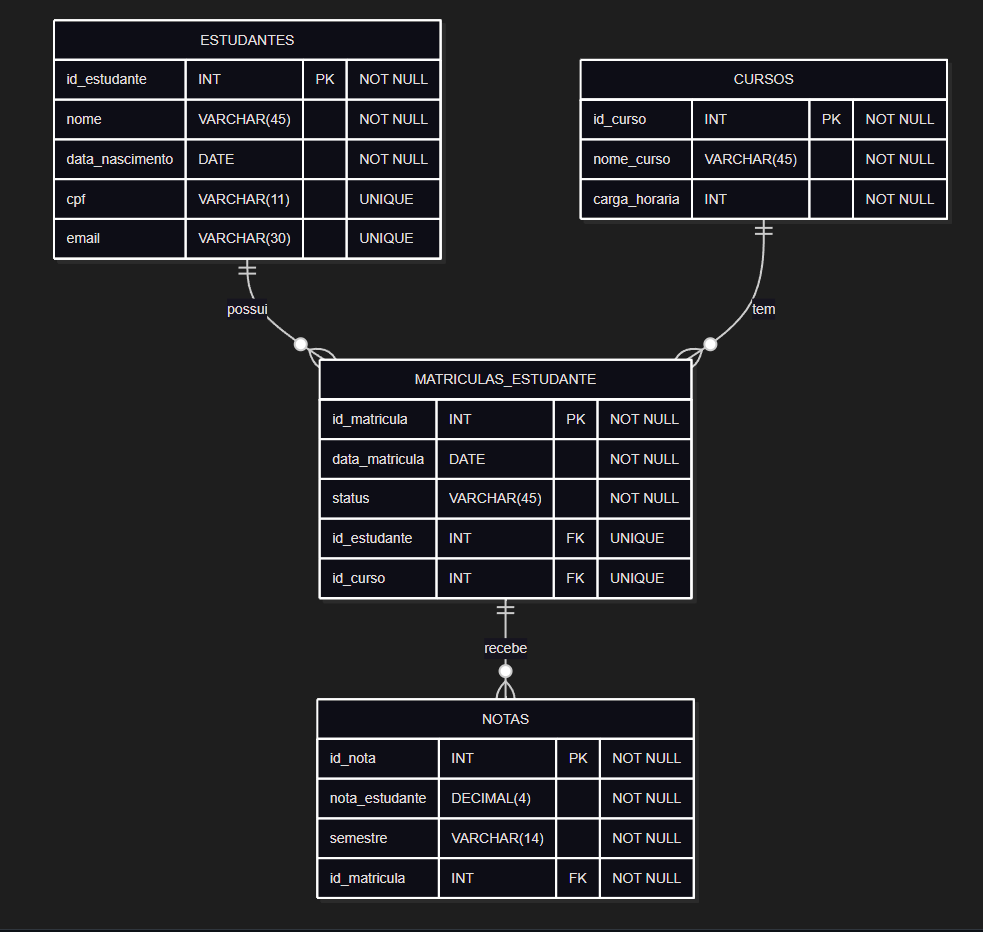 ESTUDANTES
id_estudante INT PK NOT NULL
nome VARCHAR(45) NOT NULL
data_nascimento DATE NOT NULL
cpf VARCHAR(11) UNIQUE
email VARCHAR(30) UNIQUE
CURSOS
id_curso INT PK NOT NULL
nome_curso VARCHAR(45) NOT NULL
carga_horaria INT NOT NULL
possui
tem
MATRICULAS_ESTUDANTE
id_matricula INT PK NOT NULL
data_matricula DATE NOT NULL
status VARCHAR(45) NOT NULL
id_estudante INT FK UNIQUE
id_curso INT FK UNIQUE
recebe
NOTAS
id_nota INT PK NOT NULL
nota_estudante DECIMAL(4) NOT NULL
semestre VARCHAR(14) NOT NULL
id_matricula INT FK NOT NULL